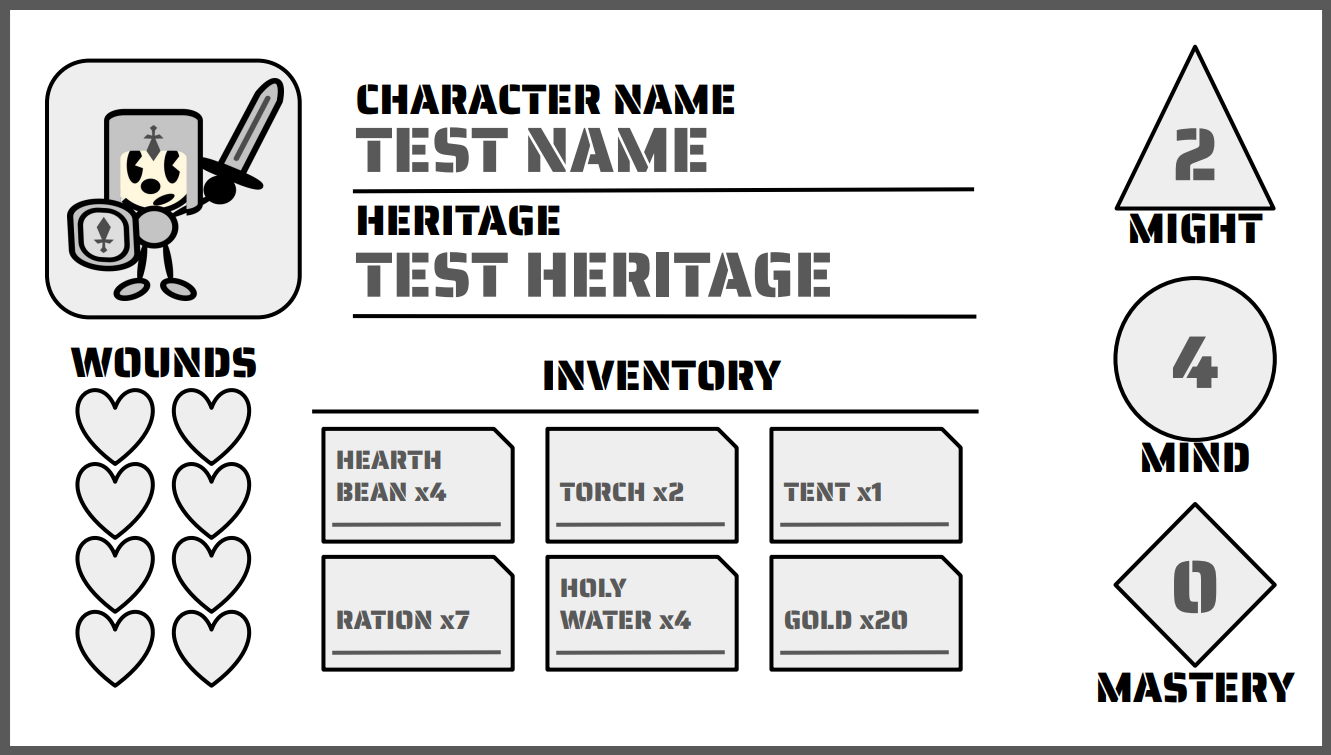 CHARACTER NAME
TEST NAME
HERITAGE
TEST HERITAGE
WOUNDS
INVENTORY
HEARTH
BEAN x4
TORCH x2
TENT x1
RATION x7
HOLY
WATER x4
GOLD x20
2
MIGHT
4
MIND
0
MASTERY